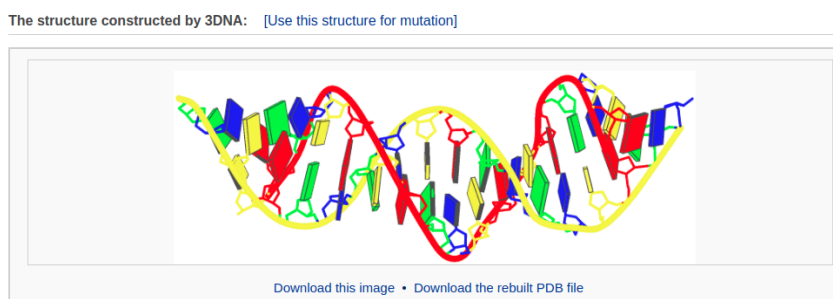 The structure constructed by 3DNA: [Use this structure for mutation]
Download this image • Download the rebuilt PDB file